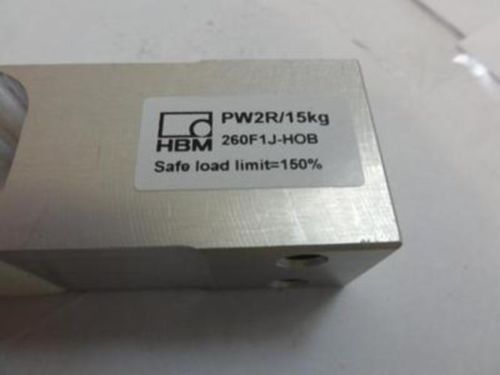 PW2R/15kg
HBM 260F1J-HOB
Safe load limit=150%